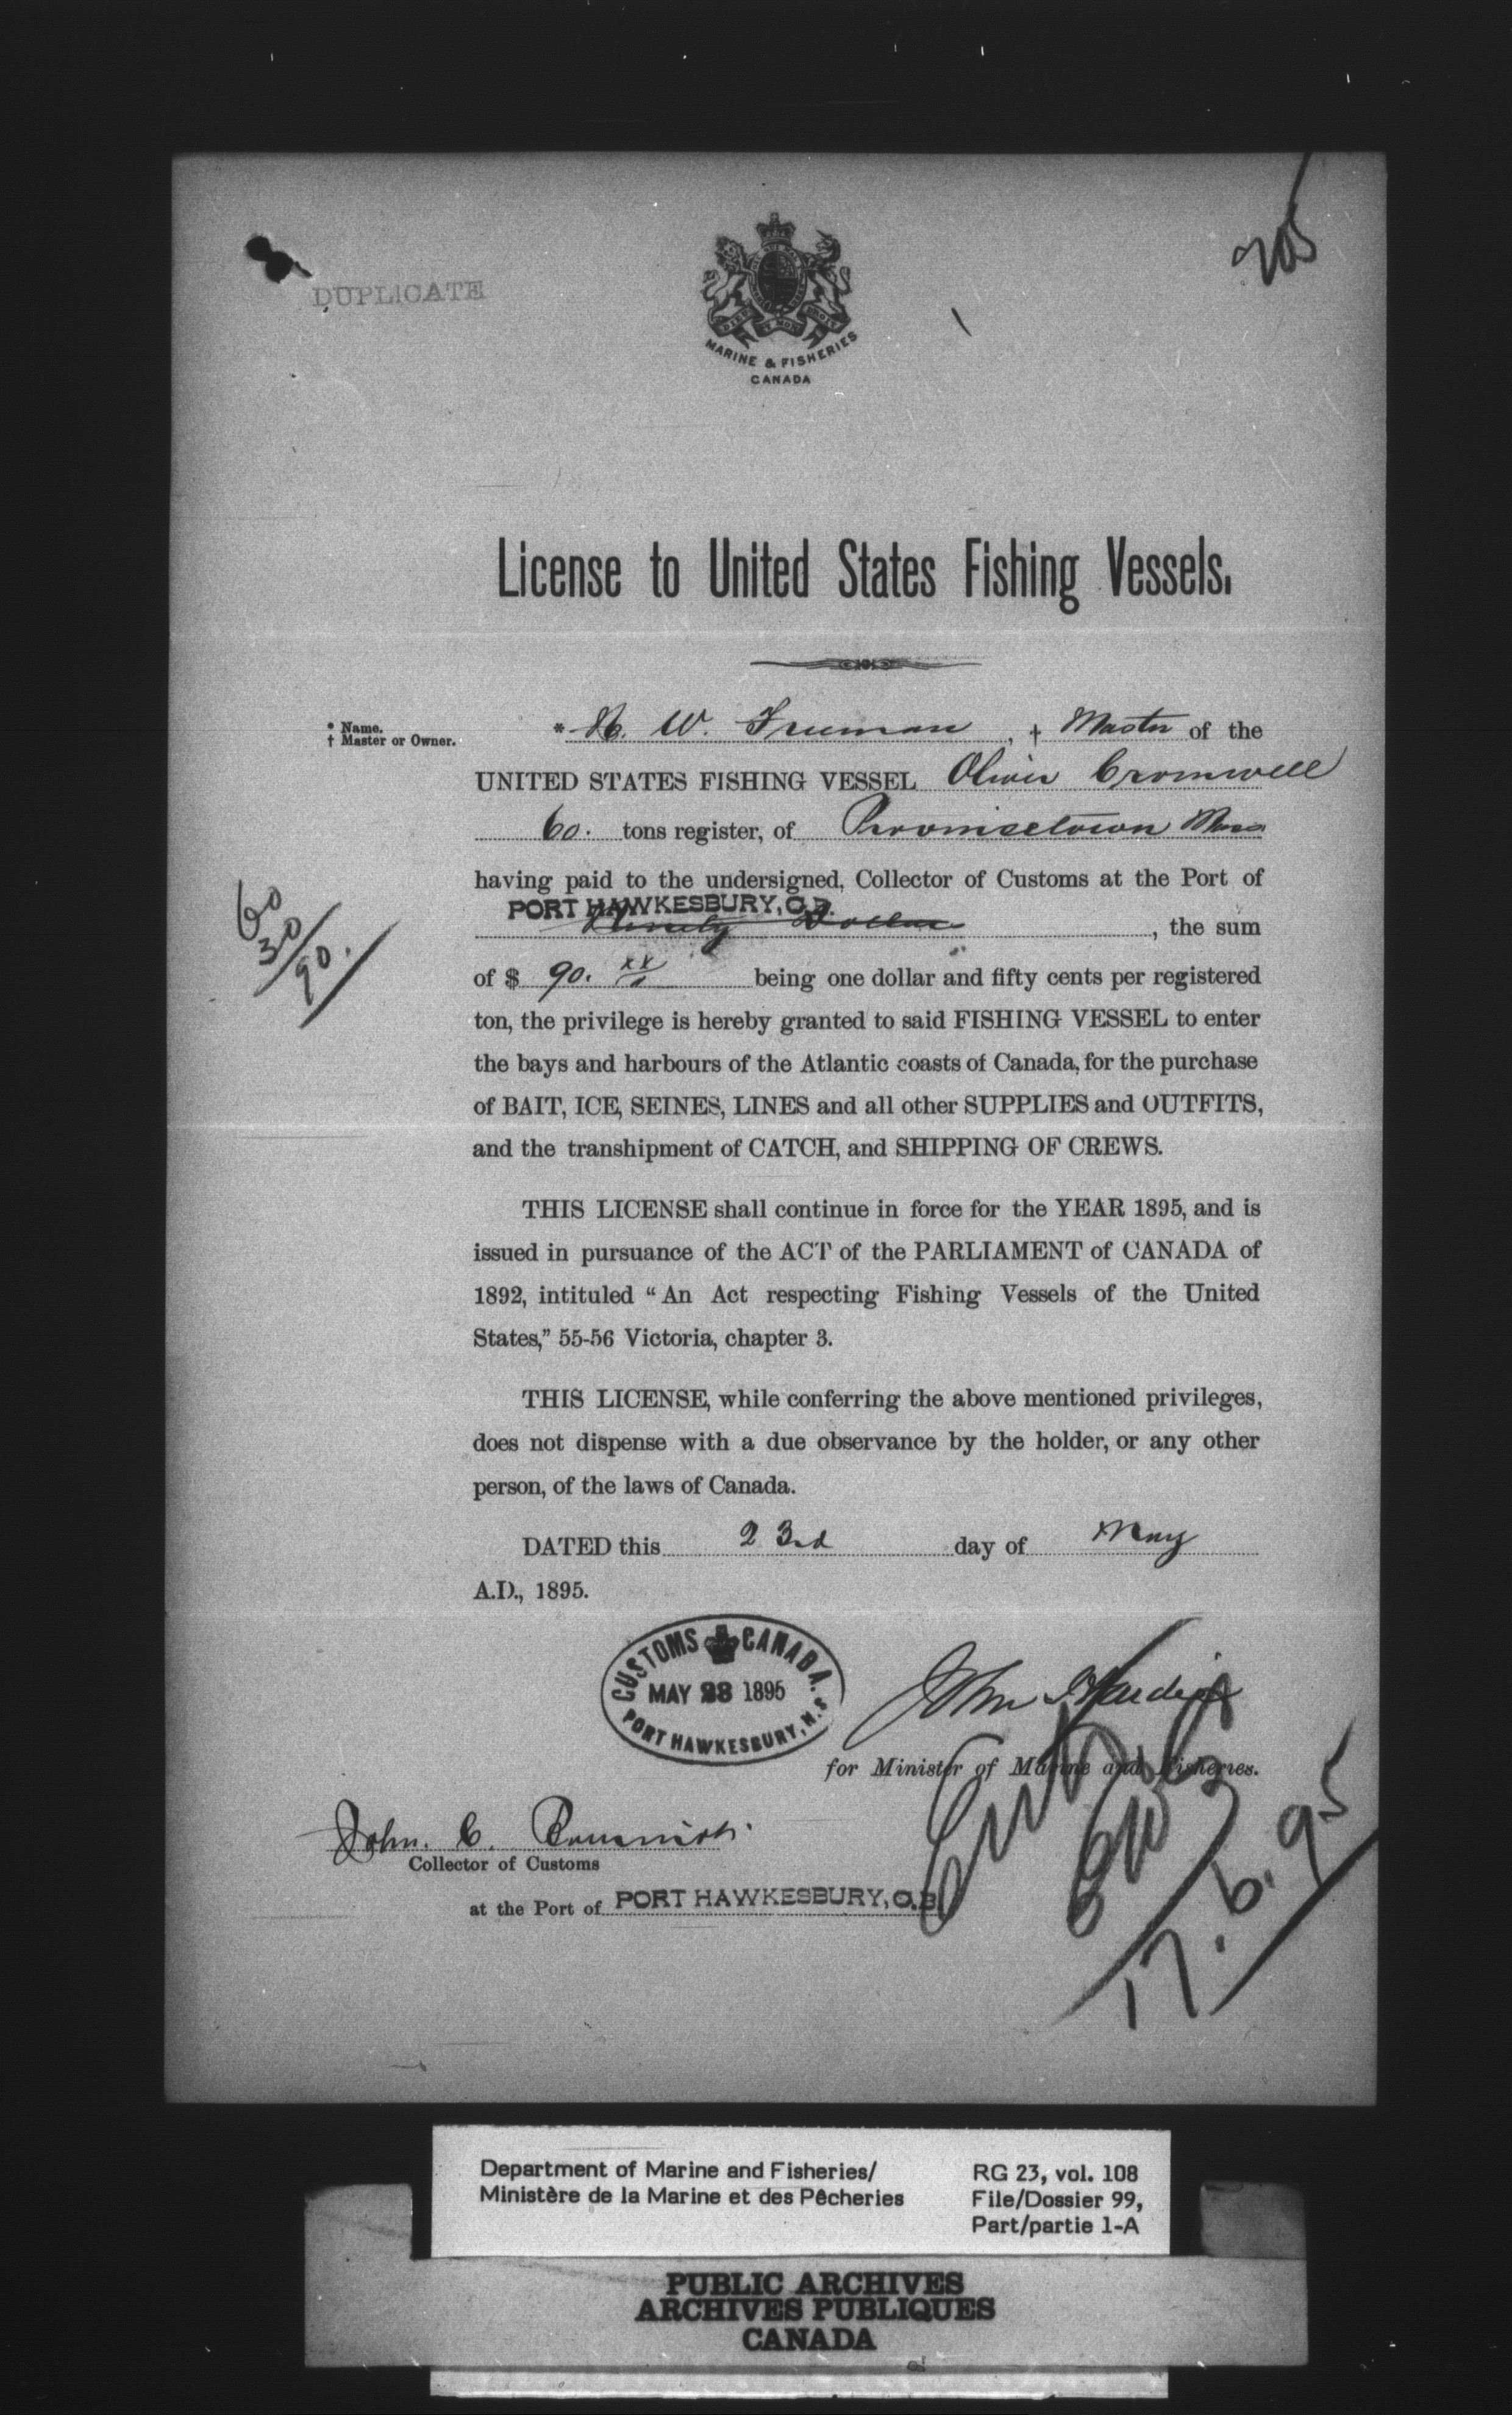 205
DUPLICATE
DIEU ET MON DROIT
MARINE & FISHERIES
CANADA
License to United States Fishing Vessels.
* Name.
† Master or Owner.
* W. Freeman, † Master of the
UNITED STATES FISHING VESSEL Oliver Cromwell
60. tons register, of Provincetown Mass
having paid to the undersigned, Collector of Customs at the Port of
PORT HAWKESBURY, C.B.
Ninety Dollars, the sum
of $ 90. xx being one dollar and fifty cents per registered
60
30
90.
ton, the privilege is hereby granted to said FISHING VESSEL to enter
the bays and harbours of the Atlantic coasts of Canada, for the purchase
of BAIT, ICE, SEINES, LINES and all other SUPPLIES and OUTFITS,
and the transhipment of CATCH, and SHIPPING OF CREWS.
THIS LICENSE shall continue in force for the YEAR 1895, and is
issued in pursuance of the ACT of the PARLIAMENT of CANADA of
1892, intituled “An Act respecting Fishing Vessels of the United
States,” 55-56 Victoria, chapter 3.
THIS LICENSE, while conferring the above mentioned privileges,
does not dispense with a due observance by the holder, or any other
person, of the laws of Canada.
DATED this 23rd day of May
A.D., 1895.
CUSTOMS CANADA.
MAY 23 1895
PORT HAWKESBURY, N.S.
John Hardie
for Minister of Marine and Fisheries.
John. C.
Collector of Customs
at the Port of PORT HAWKESBURY, C.B.
17.6.95
Department of Marine and Fisheries/
Ministère de la Marine et des Pêcheries
RG 23, vol. 108
File/Dossier 99,
Part/partie 1-A
PUBLIC ARCHIVES
ARCHIVES PUBLIQUES
CANADA